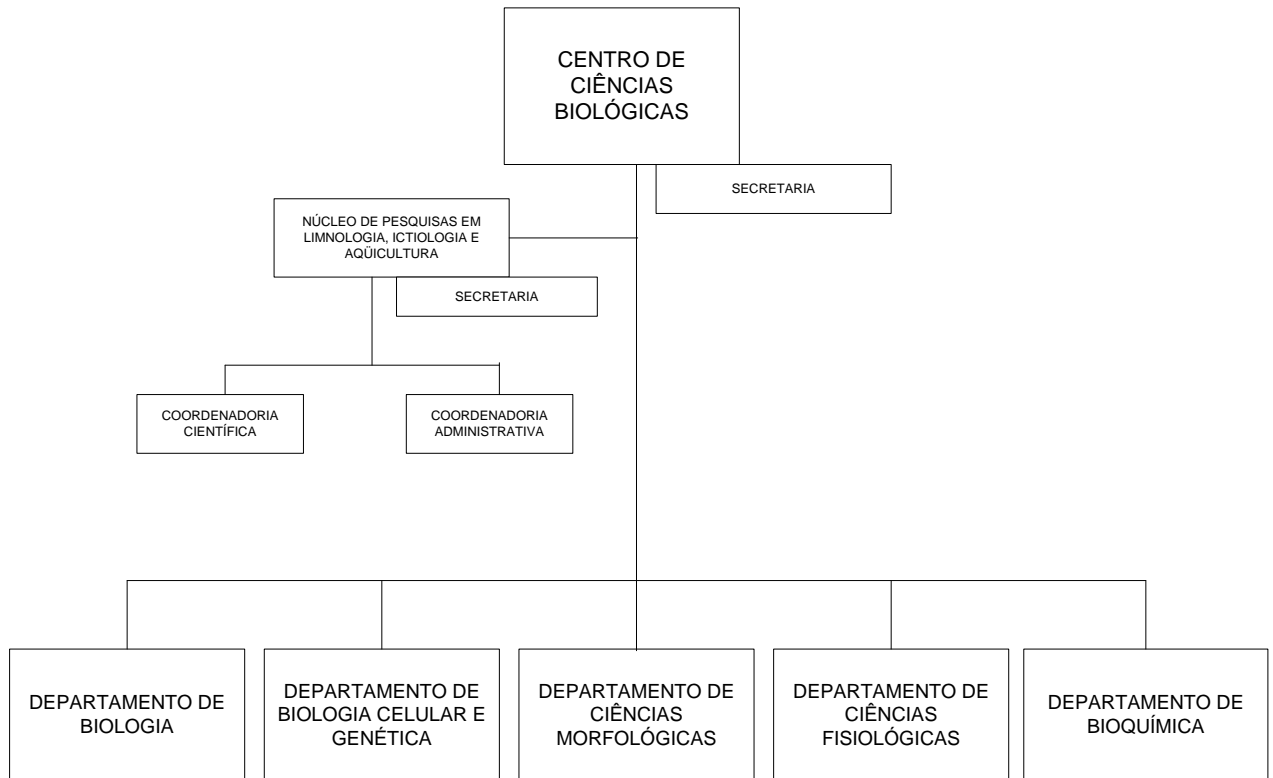 CENTRO DE
CIÊNCIAS
BIOLÓGICAS
SECRETARIA
NÚCLEO DE PESQUISAS EM
LIMNOLOGIA, ICTIOLOGIA E
AQÜICULTURA
SECRETARIA
COORDENADORIA
CIENTÍFICA
COORDENADORIA
ADMINISTRATIVA
DEPARTAMENTO DE
BIOLOGIA
DEPARTAMENTO DE
BIOLOGIA CELULAR E
GENÉTICA
DEPARTAMENTO DE
CIÊNCIAS
MORFOLÓGICAS
DEPARTAMENTO DE
CIÊNCIAS
FISIOLÓGICAS
DEPARTAMENTO DE
BIOQUÍMICA